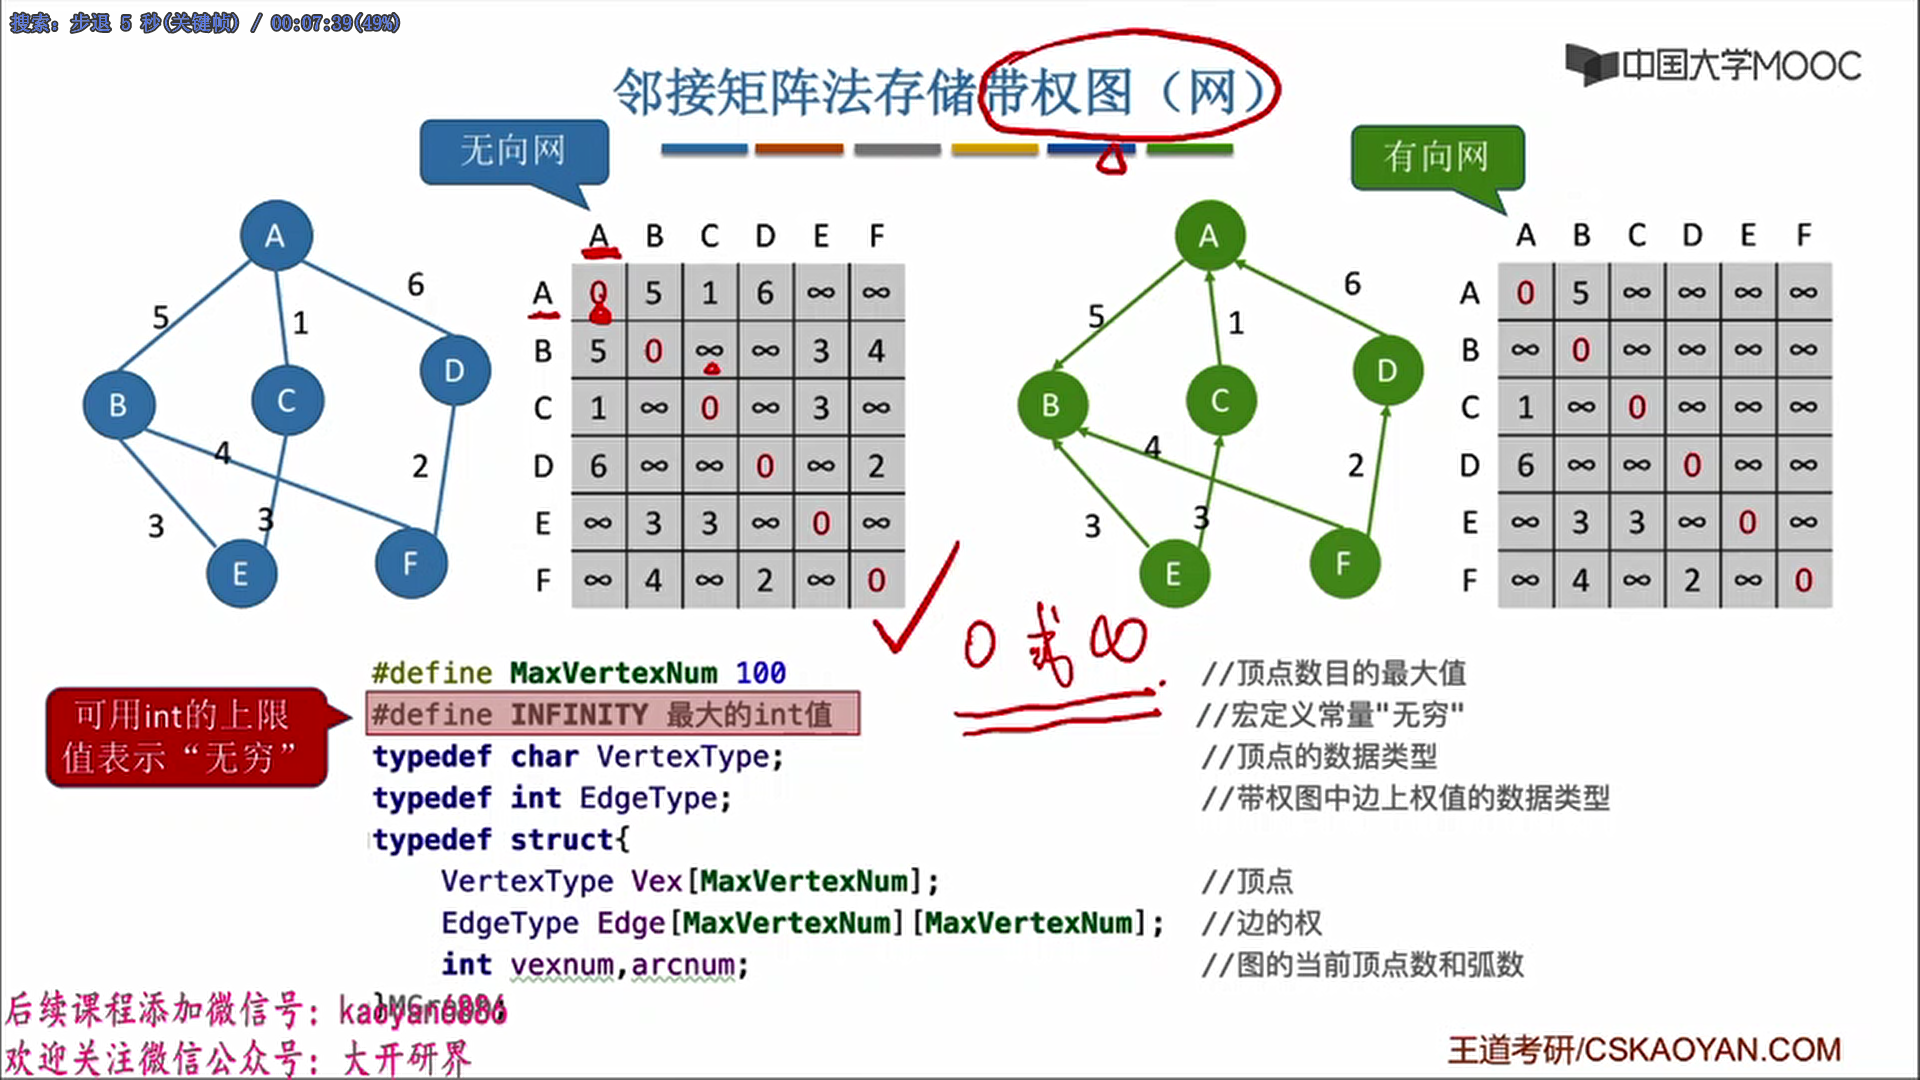 搜索: 步退 5 秒(关键帧) / 00:07:39(49%)
中国大学MOOC
邻接矩阵法存储带权图（网）
无向网
有向网
A
B
C
D
E
F
5
1
6
4
3
3
2
A B C D E F
A 0 5 1 6 ∞ ∞
B 5 0 ∞ ∞ 3 4
C 1 ∞ 0 ∞ 3 ∞
D 6 ∞ ∞ 0 ∞ 2
E ∞ 3 3 ∞ 0 ∞
F ∞ 4 ∞ 2 ∞ 0
A
B
C
D
E
F
5
1
6
4
3
3
2
A B C D E F
A 0 5 ∞ ∞ ∞ ∞
B ∞ 0 ∞ ∞ ∞ ∞
C 1 ∞ 0 ∞ ∞ ∞
D 6 ∞ ∞ 0 ∞ ∞
E ∞ 3 3 ∞ 0 ∞
F ∞ 4 ∞ 2 ∞ 0
0 或 ∞
可用int的上限
值表示“无穷”
#define MaxVertexNum 100 //顶点数目的最大值
#define INFINITY 最大的int值 //宏定义常量"无穷"
typedef char VertexType; //顶点的数据类型
typedef int EdgeType; //带权图中边上权值的数据类型
typedef struct{
VertexType Vex[MaxVertexNum]; //顶点
EdgeType Edge[MaxVertexNum][MaxVertexNum]; //边的权
int vexnum,arcnum; //图的当前顶点数和弧数
后续课程添加微信号: kaoyan6886
欢迎关注微信公众号: 大开研界
王道考研/CSKAOYAN.COM